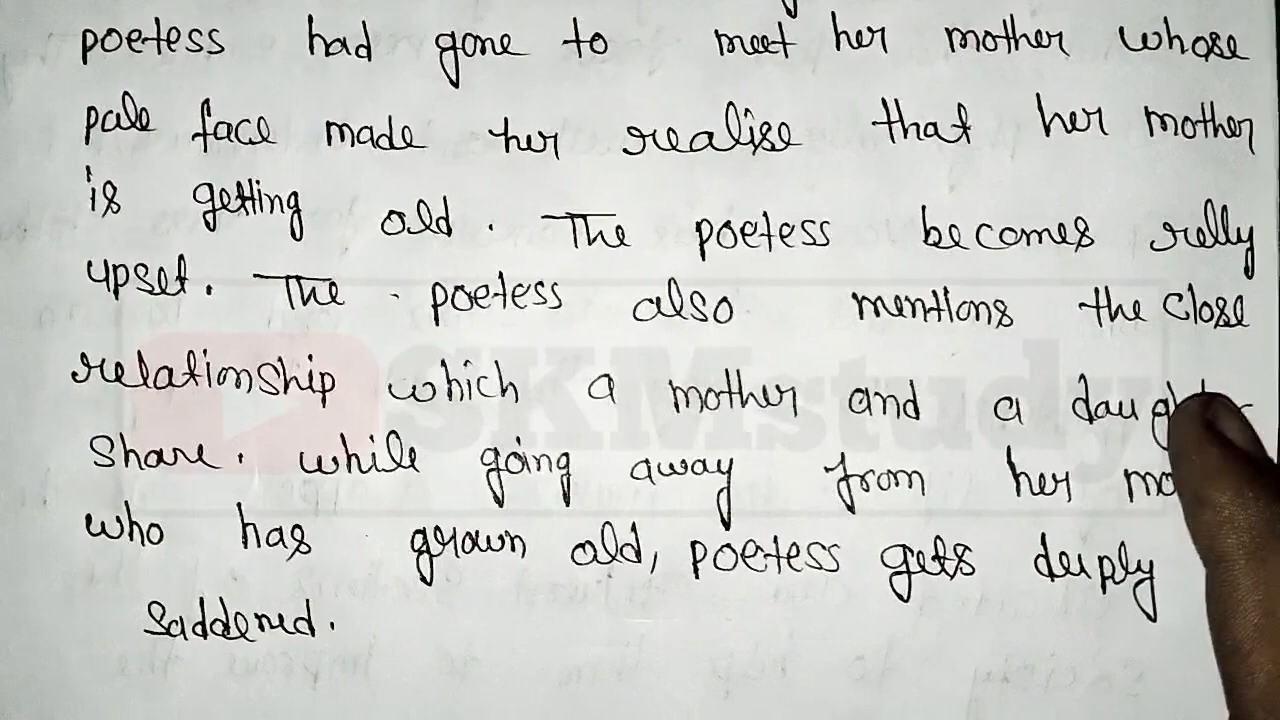 poetess had gone to meet her mother whose
pale face made her realise that her mother
is getting old. The poetess becomes relly
upset. The poetess also mentions the close
relationship which a mother and a
share. while going away from her
who has grown old, poetess gets deeply
saddened.
SKMstudy